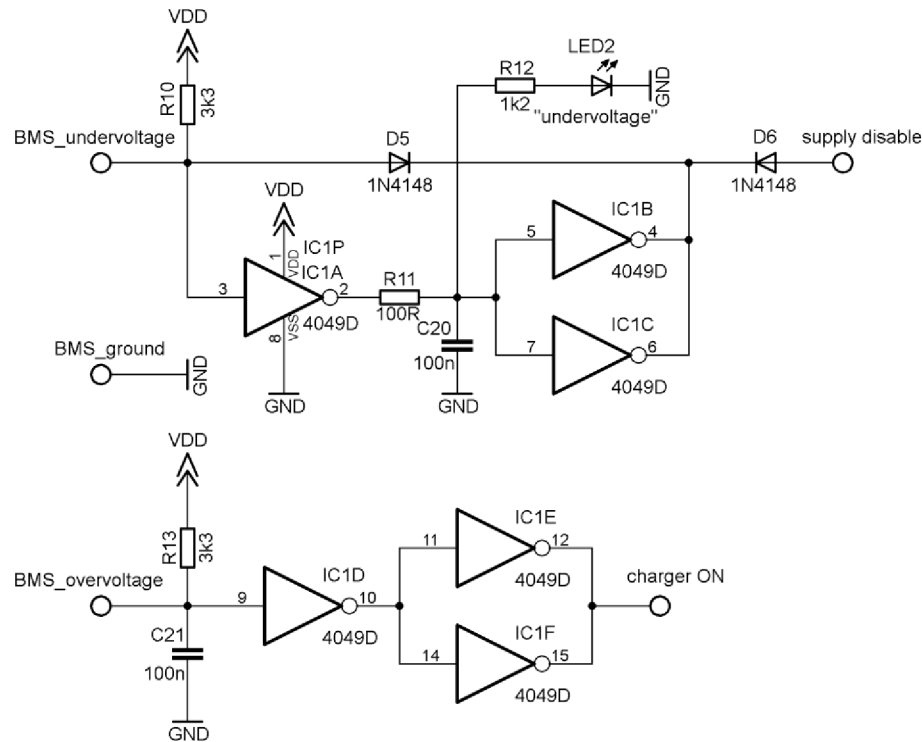 VDD
LED2
R12
R10
3k3
1k2
GND
"undervoltage"
BMS_undervoltage
D5
D6
supply disable
1N4148
1N4148
VDD
IC1B
IC1P
1
VDD
5
4
IC1A
4049D
R11
3
2
100R
4049D
C20
IC1C
8
VSS
100n
7
6
BMS_ground
4049D
GND
GND
GND
VDD
IC1E
R13
3k3
11
12
BMS_overvoltage
IC1D
4049D
charger ON
9
10
C21
4049D
IC1F
14
15
100n
4049D
GND